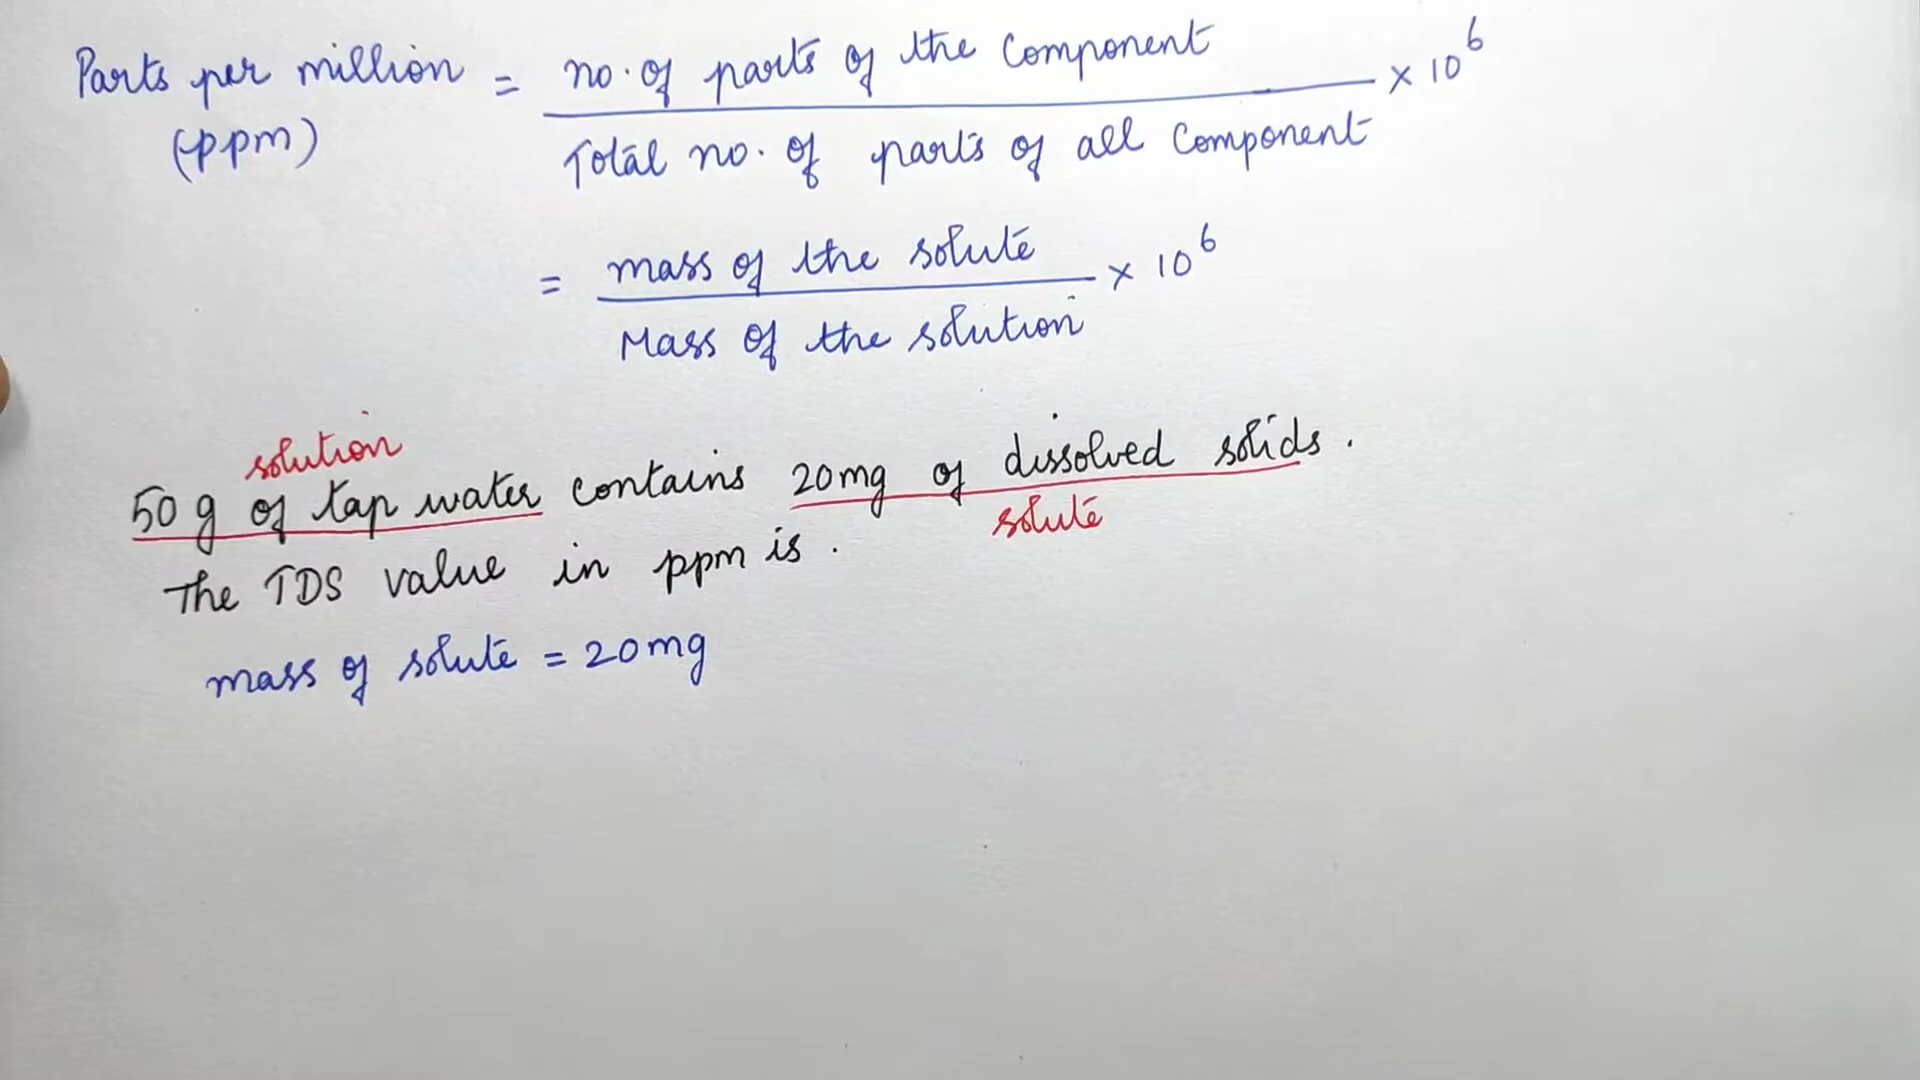 Parts per million = no. of parts of the component × 10⁶
(ppm) Total no. of parts of all component
= mass of the solute × 10⁶
Mass of the solution
solution
50 g of tap water contains 20mg of dissolved solids.
solute
The TDS value in ppm is.
mass of solute = 20mg